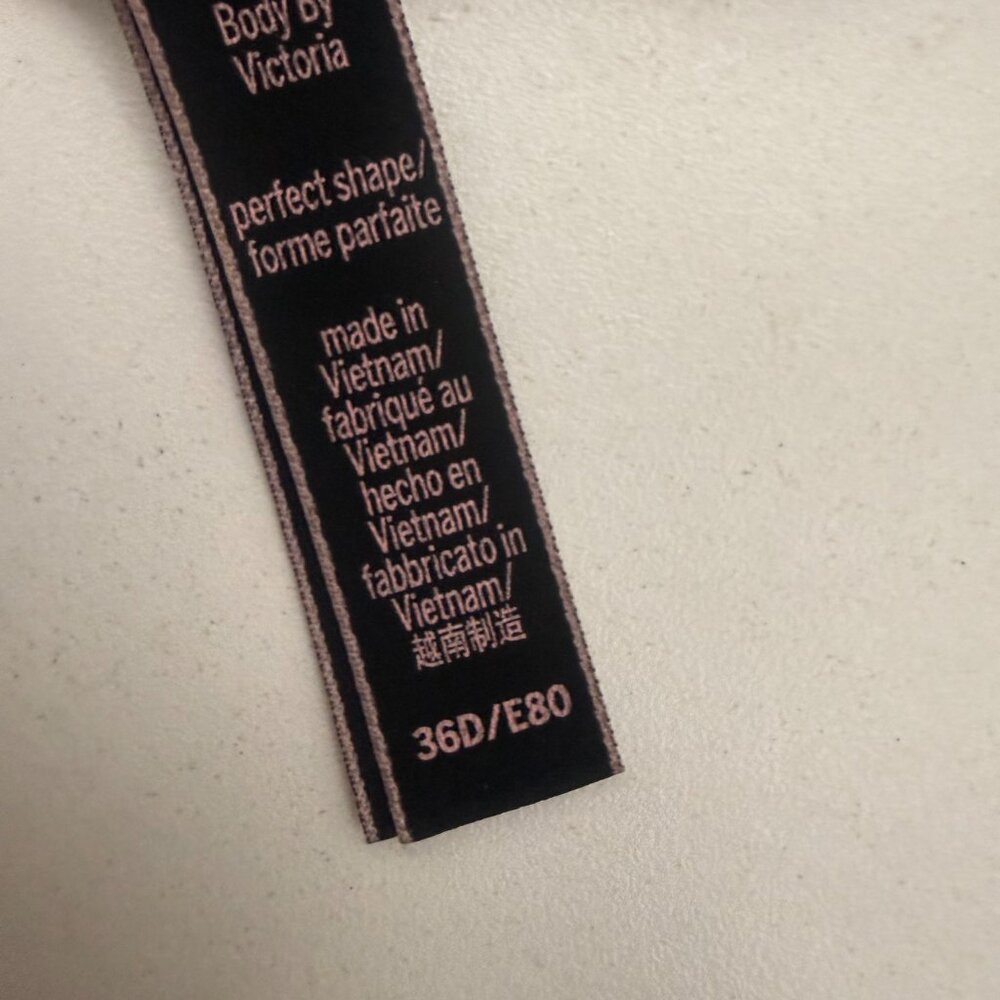 Body By
Victoria
perfect shape/
forme parfaite
made in
Vietnam/
fabriqué au
Vietnam/
hecho en
Vietnam/
fabbricato in
Vietnam/
越南制造
36D/E80